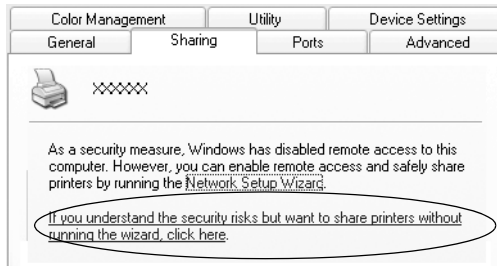 Color Management Utility Device Settings
General Sharing Ports Advanced
XXXXXX
As a security measure, Windows has disabled remote access to this
computer. However, you can enable remote access and safely share
printers by running the Network Setup Wizard.
If you understand the security risks but want to share printers without
running the wizard, click here.